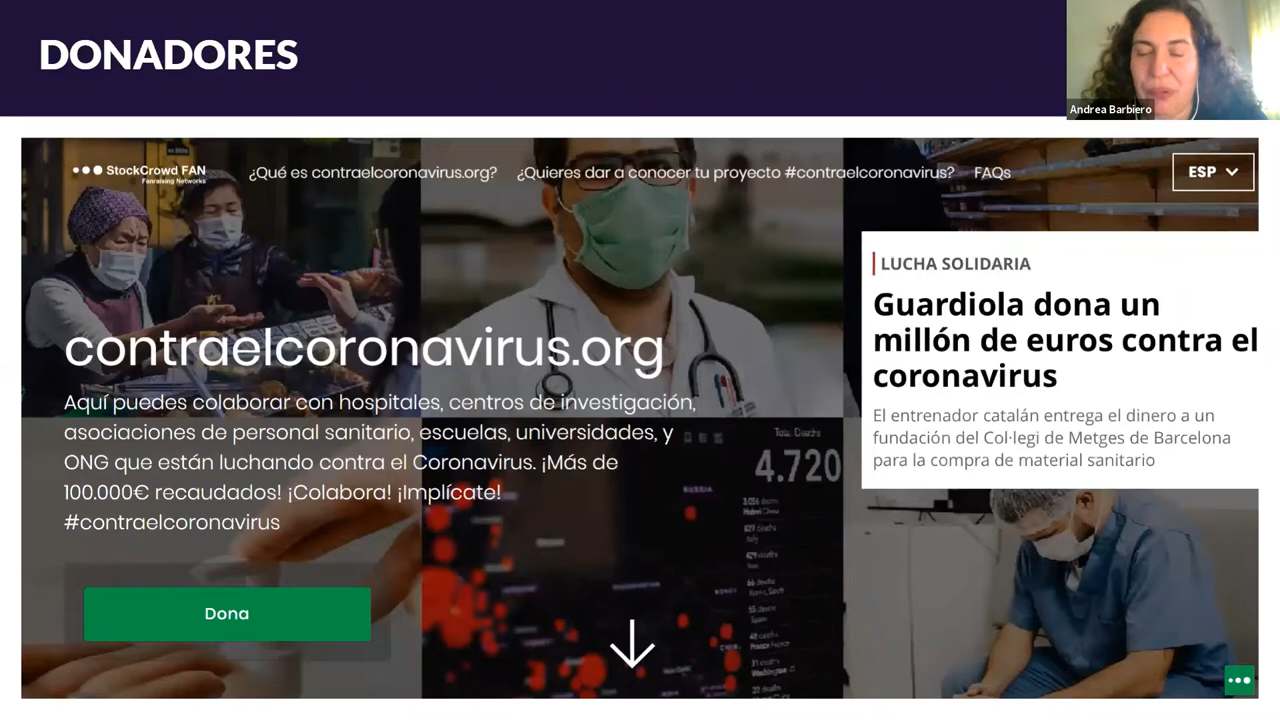 DONADORES
Andrea Barbiero
StockCrowd FAN
Fanraising Networks
¿Qué es contraelcoronavirus.org?
¿Quieres dar a conocer tu proyecto #contraelcoronavirus?
FAQs
ESP
LUCHA SOLIDARIA
Guardiola dona un
millón de euros contra el
coronavirus
El entrenador catalán entrega el dinero a un
fundación del Col·legi de Metges de Barcelona
para la compra de material sanitario
contraelcoronavirus.org
Aquí puedes colaborar con hospitales, centros de investigación,
asociaciones de personal sanitario, escuelas, universidades, y
ONG que están luchando contra el Coronavirus. ¡Más de
100.000€ recaudados! ¡Colabora! ¡Implícate!
#contraelcoronavirus
Dona
Total Deaths
4.720